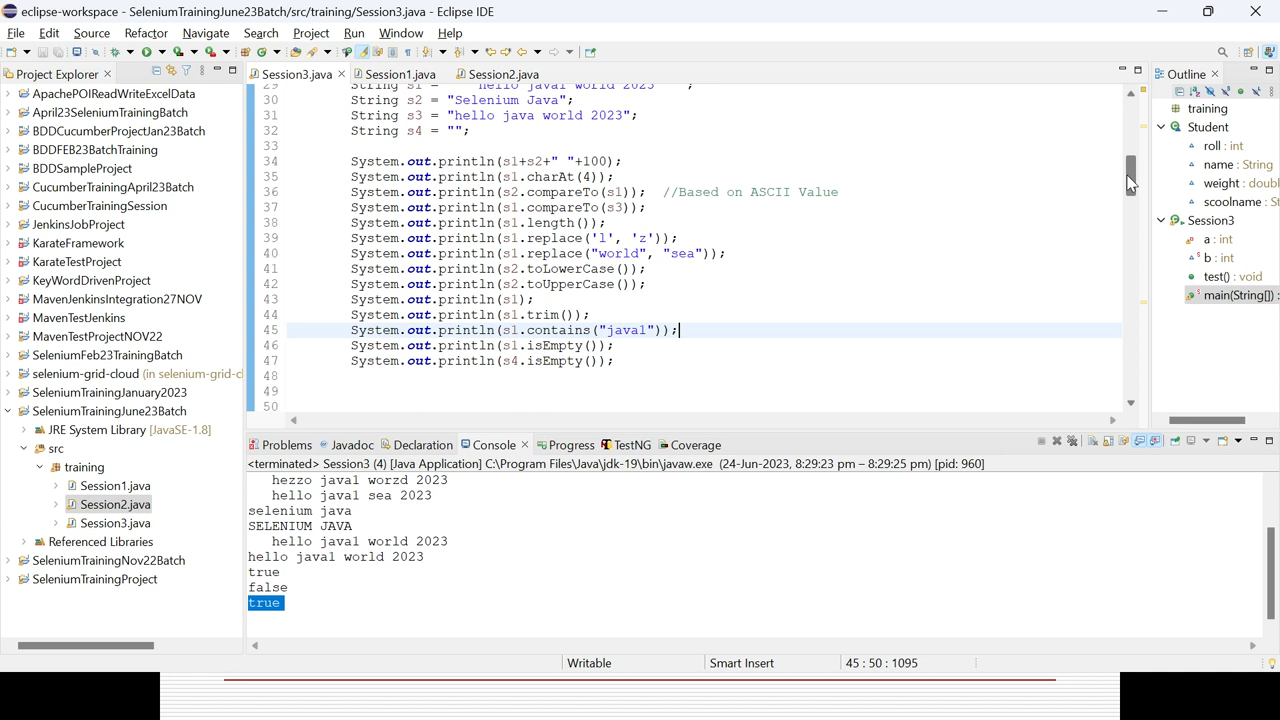 eclipse-workspace - SeleniumTrainingJune23Batch/src/training/Session3.java - Eclipse IDE
File Edit Source Refactor Navigate Search Project Run Window Help
Project Explorer
Session3.java Session1.java Session2.java
Outline
ApachePOIReadWriteExcelData
April23SeleniumTrainingBatch
BDDCucumberProjectJan23Batch
BDDFEB23BatchTraining
BDDSampleProject
CucumberTrainingApril23Batch
CucumberTrainingSession
JenkinsJobProject
KarateFramework
KarateTestProject
KeyWordDrivenProject
MavenJenkinsIntegration27NOV
MavenTestJenkins
MavenTestProjectNOV22
SeleniumFeb23TrainingBatch
selenium-grid-cloud (in selenium-grid-cl
SeleniumTrainingJanuary2023
SeleniumTrainingJune23Batch
JRE System Library [JavaSE-1.8]
src
training
Session1.java
Session2.java
Session3.java
Referenced Libraries
SeleniumTrainingNov22Batch
SeleniumTrainingProject
29 String s1 = "   hello java1 world 2023   ";
30 String s2 = "Selenium Java";
31 String s3 = "hello java world 2023";
32 String s4 = "";
33
34 System.out.println(s1+s2+" "+100);
35 System.out.println(s1.charAt(4));
36 System.out.println(s2.compareTo(s1)); //Based on ASCII Value
37 System.out.println(s1.compareTo(s3));
38 System.out.println(s1.length());
39 System.out.println(s1.replace('l', 'z'));
40 System.out.println(s1.replace("world", "sea"));
41 System.out.println(s2.toLowerCase());
42 System.out.println(s2.toUpperCase());
43 System.out.println(s1);
44 System.out.println(s1.trim());
45 System.out.println(s1.contains("java1"));
46 System.out.println(s1.isEmpty());
47 System.out.println(s4.isEmpty());
48
49
50
training
Student
roll : int
name : String
weight : doubl
scoolname : S
Session3
a : int
b : int
test() : void
main(String[]) :
Problems Javadoc Declaration Console Progress TestNG Coverage
<terminated> Session3 (4) [Java Application] C:\Program Files\Java\jdk-19\bin\javaw.exe (24-Jun-2023, 8:29:23 pm – 8:29:25 pm) [pid: 960]
hezzo java1 worzd 2023
hello java1 sea 2023
selenium java
SELENIUM JAVA
hello java1 world 2023
hello java1 world 2023
true
false
true
Writable Smart Insert 45 : 50 : 1095